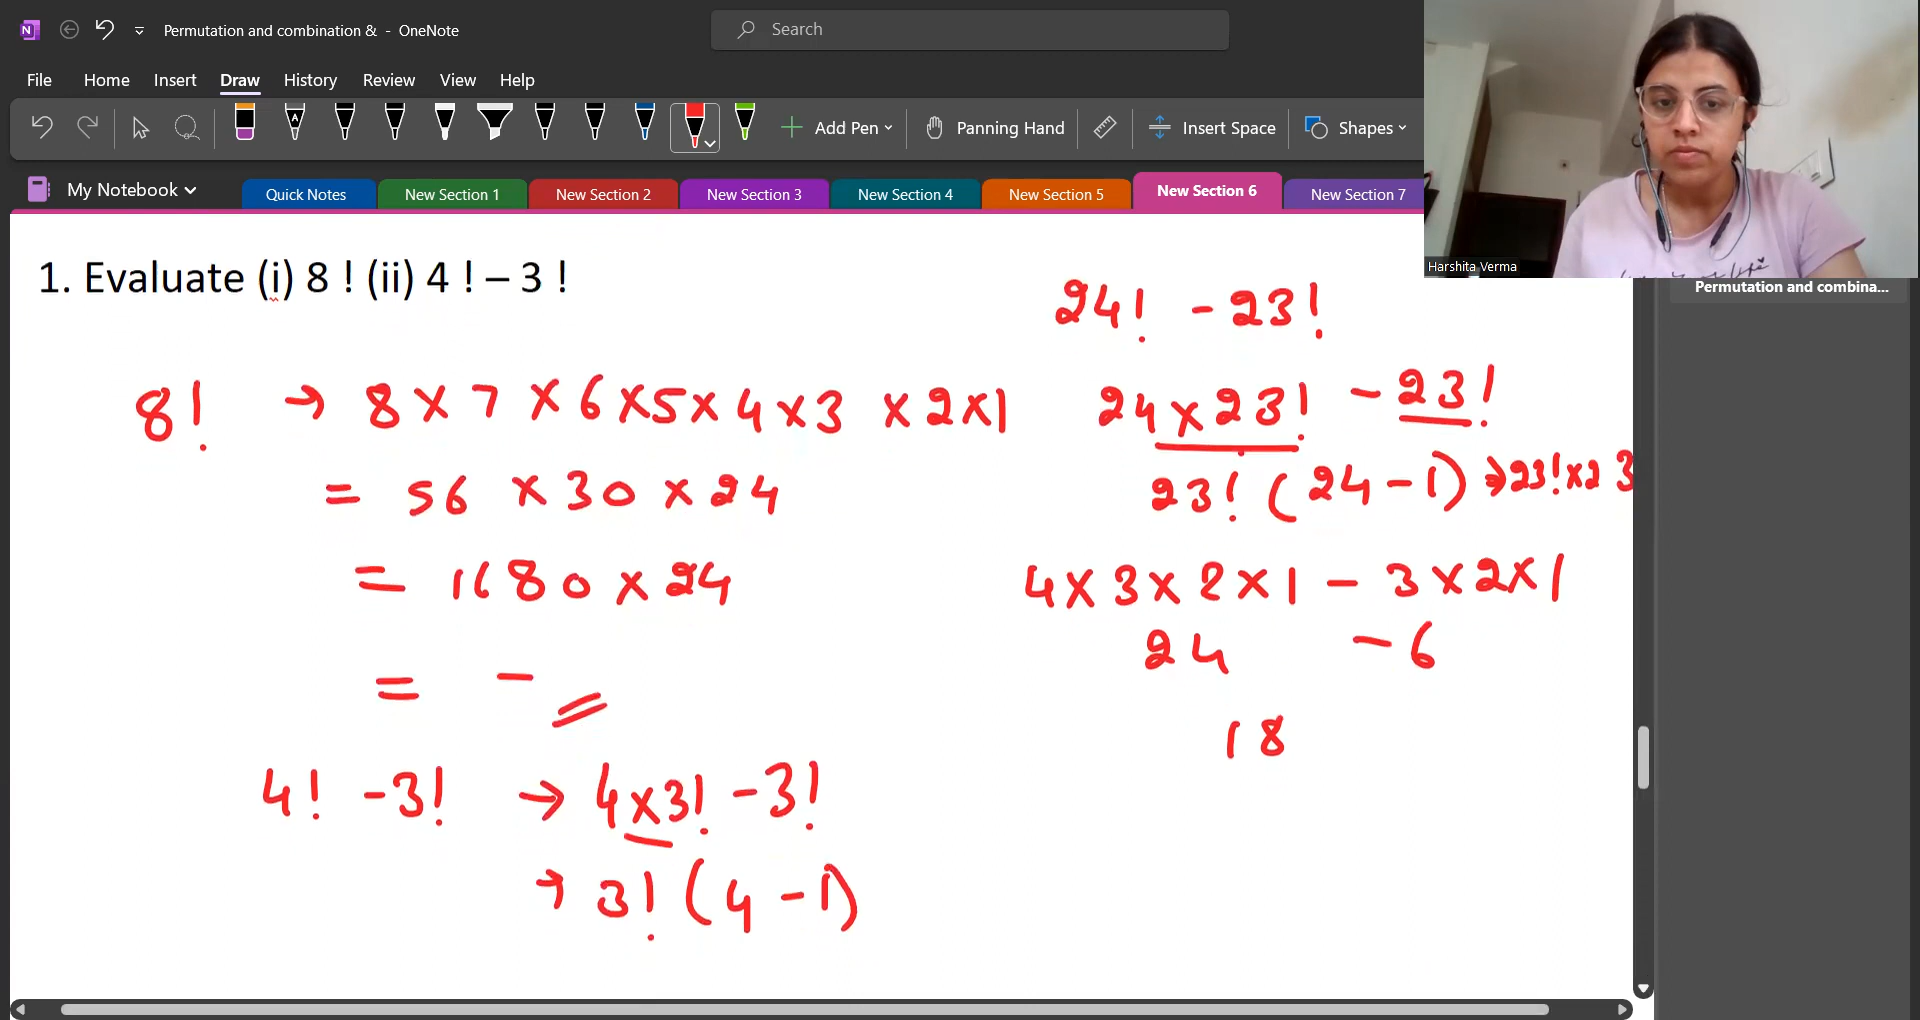 Permutation and combination & - OneNote
Search
File Home Insert Draw History Review View Help
Add Pen Panning Hand Insert Space Shapes
My Notebook Quick Notes New Section 1 New Section 2 New Section 3 New Section 4 New Section 5 New Section 6 New Section 7
Harshita Verma
Permutation and combina...
1. Evaluate (i) 8 ! (ii) 4 ! – 3 !
8! → 8 × 7 × 6 × 5 × 4 × 3 × 2 × 1
= 56 × 30 × 24
= 1680 × 24
= –
4! - 3! → 4 × 3! - 3!
→ 3! (4 - 1)
24! - 23!
24 × 23! - 23!
23! (24 - 1) → 23! × 23
4 × 3 × 2 × 1 - 3 × 2 × 1
24 - 6
18